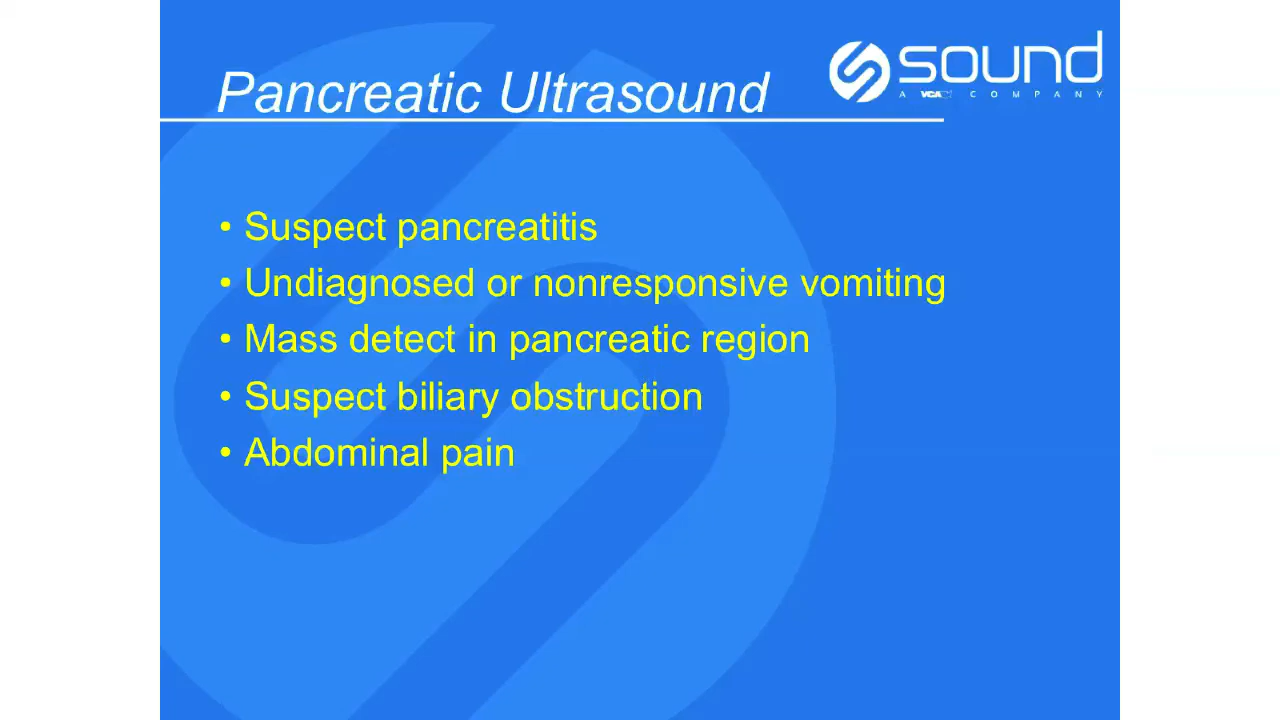 Pancreatic Ultrasound
sound
A VCA COMPANY
• Suspect pancreatitis
• Undiagnosed or nonresponsive vomiting
• Mass detect in pancreatic region
• Suspect biliary obstruction
• Abdominal pain